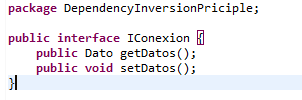 package DependencyInversionPriciple;
public interface IConexion {
public Dato getDatos();
public void setDatos();
}